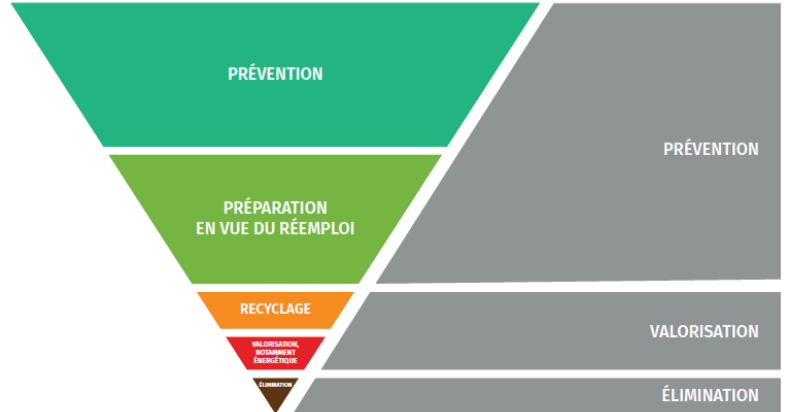 PRÉVENTION
PRÉPARATION
EN VUE DU RÉEMPLOI
RECYCLAGE
VALORISATION,
NOTAMMENT
ÉNERGÉTIQUE
ÉLIMINATION
PRÉVENTION
VALORISATION
ÉLIMINATION